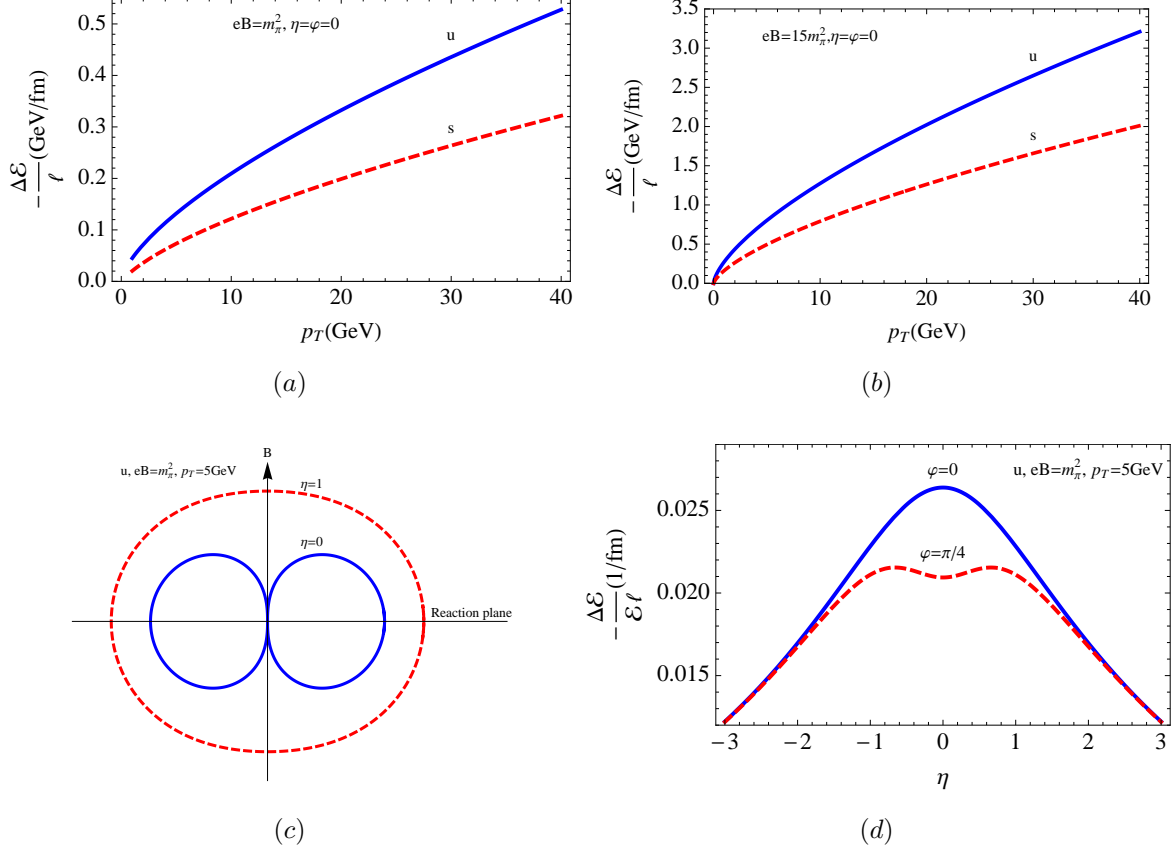 eB=m_π^2, η=φ=0
u
s
0.5
0.4
0.3
0.2
0.1
0.0
−Δℰ/ℓ(GeV/fm)
0 10 20 30 40
p_T(GeV)
(a)
eB=15m_π^2,η=φ=0
u
s
3.5
3.0
2.5
2.0
1.5
1.0
0.5
0.0
−Δℰ/ℓ(GeV/fm)
0 10 20 30 40
p_T(GeV)
(b)
B
u, eB=m_π^2, p_T=5GeV
η=1
η=0
Reaction plane
(c)
φ=0
u, eB=m_π^2, p_T=5GeV
φ=π/4
0.025
0.020
0.015
−Δℰ/ℰℓ(1/fm)
−3 −2 −1 0 1 2 3
η
(d)